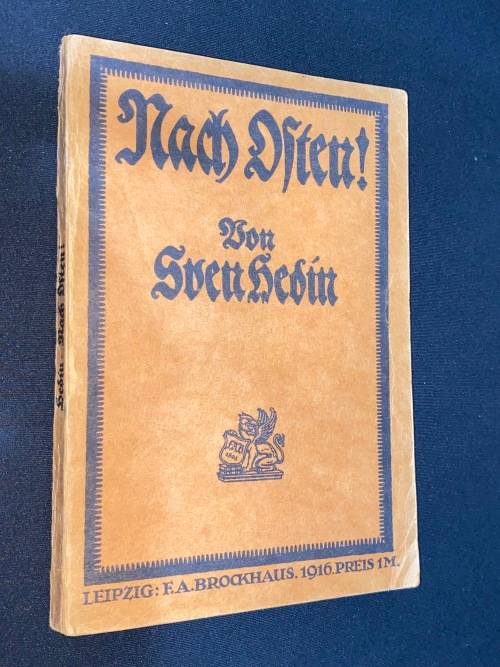 Nach Osten!
Von
Sven Hedin
LEIPZIG: F.A.BROCKHAUS. 1916. PREIS 1 M.
Hedin · Nach Osten!